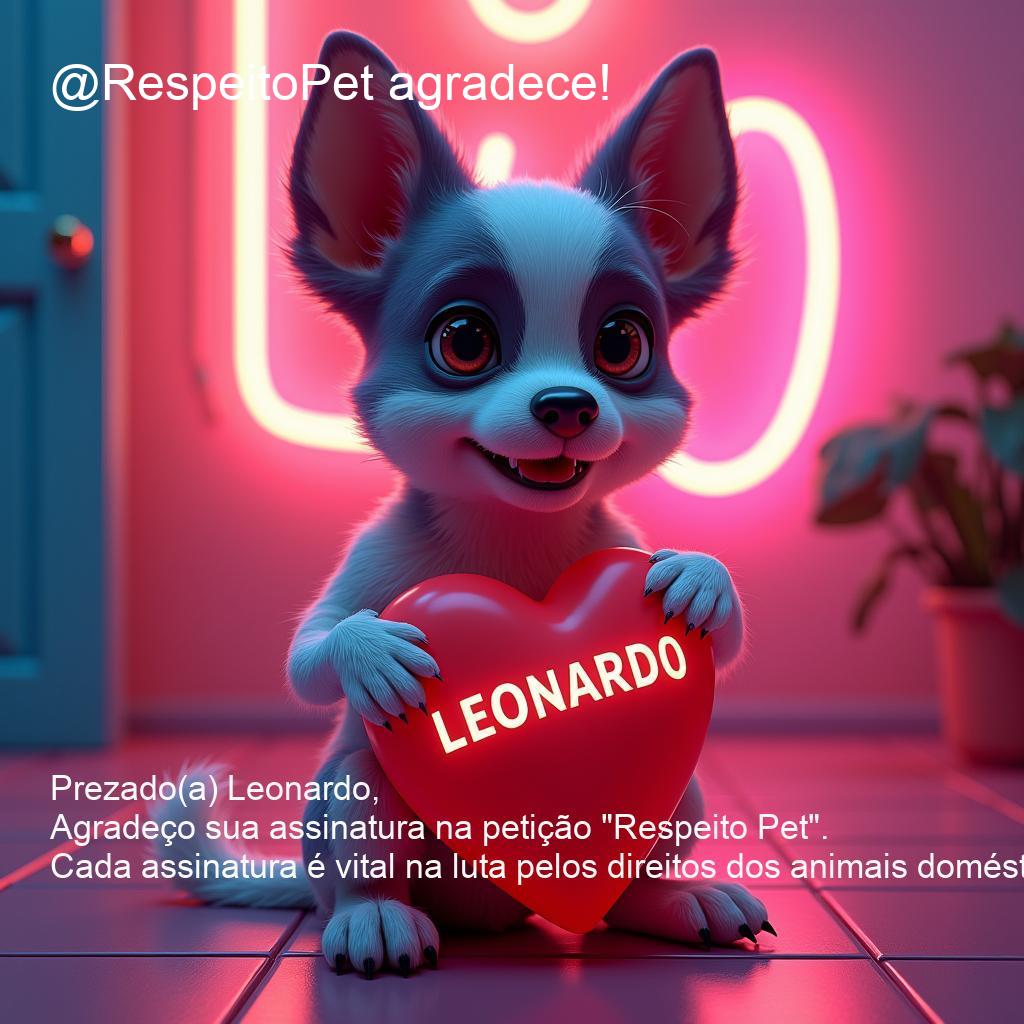 @RespeitoPet agradece!
LEONARDO
Prezado(a) Leonardo,
Agradeço sua assinatura na petição "Respeito Pet".
Cada assinatura é vital na luta pelos direitos dos animais domést